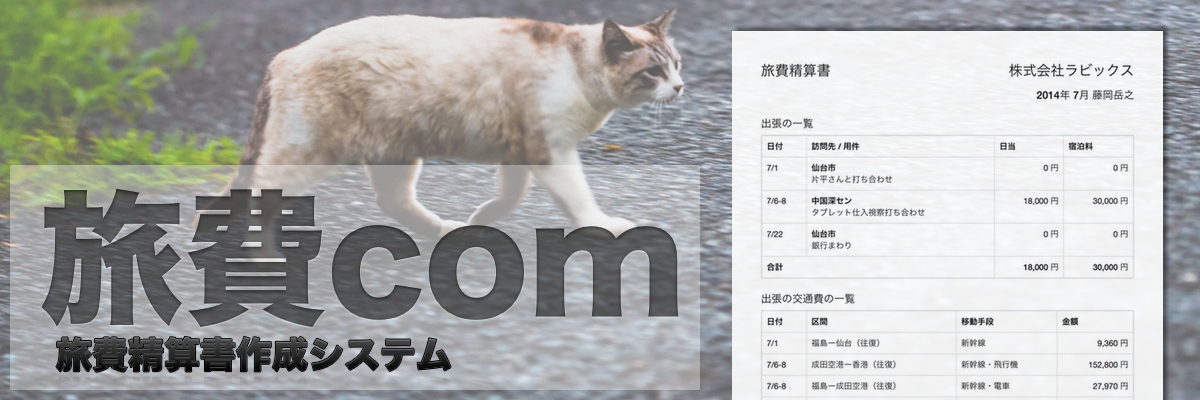 旅費com
旅費精算書作成システム
旅費精算書 株式会社ラビックス
2014年 7月 藤岡岳之
出張の一覧
日付 訪問先 / 用件 日当 宿泊料
7/1 仙台市 0 円 0 円
片平さんと打ち合わせ
7/6-8 中国深セン 18,000 円 30,000 円
タブレット仕入視察打ち合わせ
7/22 仙台市 0 円 0 円
銀行まわり
合計 18,000 円 30,000 円
出張の交通費の一覧
日付 区間 移動手段 金額
7/1 福島ー仙台（往復） 新幹線 9,360 円
7/6-8 成田空港ー香港（往復） 新幹線・飛行機 152,800 円
7/6-8 福島ー成田空港（往復） 新幹線・電車 27,970 円